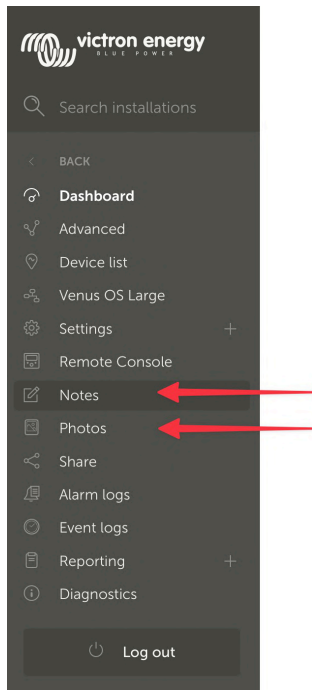 victron energy
BLUE POWER
Search installations
BACK
Dashboard
Advanced
Device list
Venus OS Large
Settings
Remote Console
Notes
Photos
Share
Alarm logs
Event logs
Reporting
Diagnostics
Log out